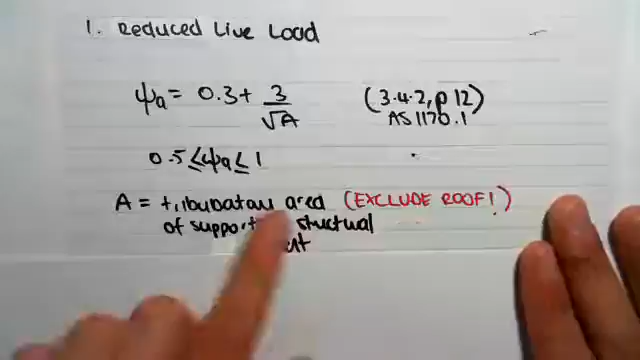 1. Reduced Live Load
ψa = 0.3 + 3/√A (3.4.2, p 12)
AS 1170.1
0.5 ≤ ψa ≤ 1
A = tributary area (EXCLUDE ROOF!)
of support structual